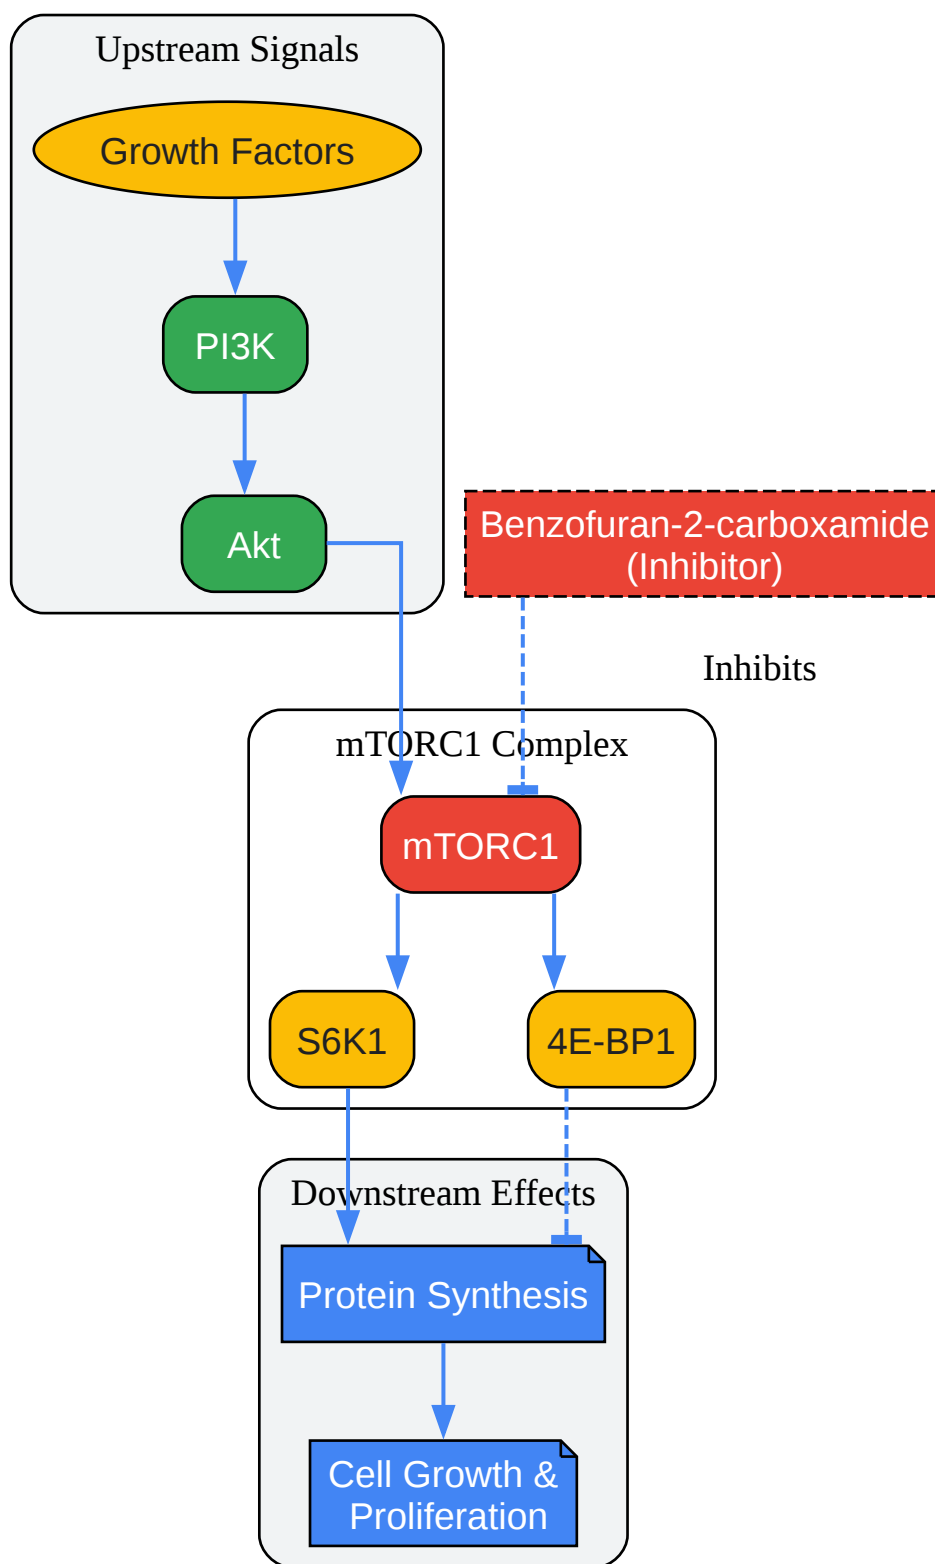 Upstream Signals
Growth Factors
PI3K
Akt
Benzofuran-2-carboxamide
(Inhibitor)
Inhibits
mTORC1 Complex
mTORC1
S6K1
4E-BP1
Downstream Effects
Protein Synthesis
Cell Growth &
Proliferation